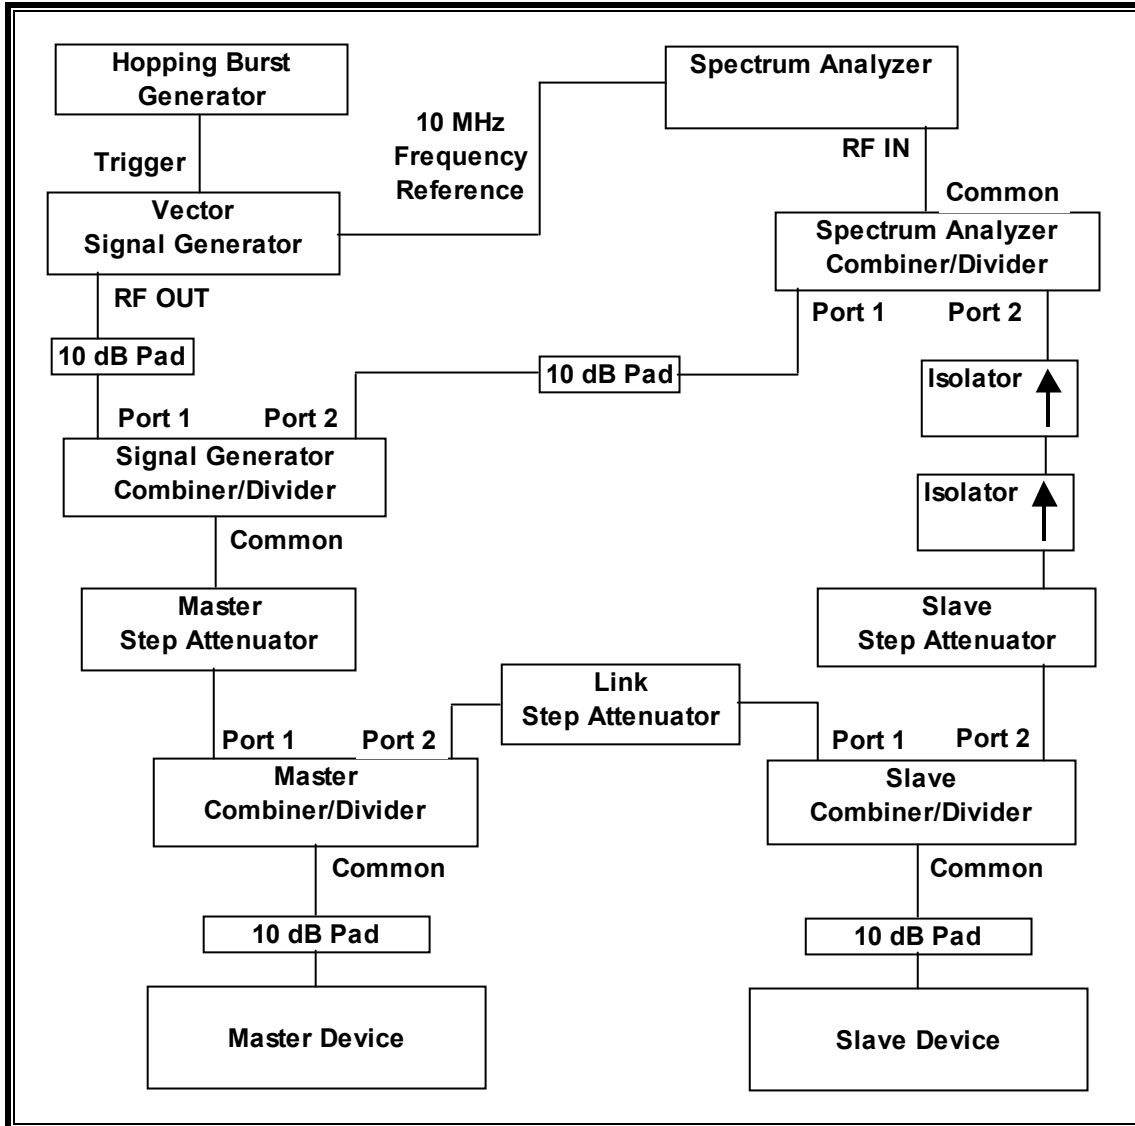 Hopping Burst
Generator
Spectrum Analyzer
10 MHz
Frequency
Reference
RF IN
Trigger
Common
Vector
Signal Generator
Spectrum Analyzer
Combiner/Divider
RF OUT
Port 1
Port 2
10 dB Pad
10 dB Pad
Isolator
Port 1
Port 2
Signal Generator
Combiner/Divider
Isolator
Common
Master
Step Attenuator
Slave
Step Attenuator
Link
Step Attenuator
Port 1
Port 2
Port 1
Port 2
Master
Combiner/Divider
Slave
Combiner/Divider
Common
Common
10 dB Pad
10 dB Pad
Master Device
Slave Device